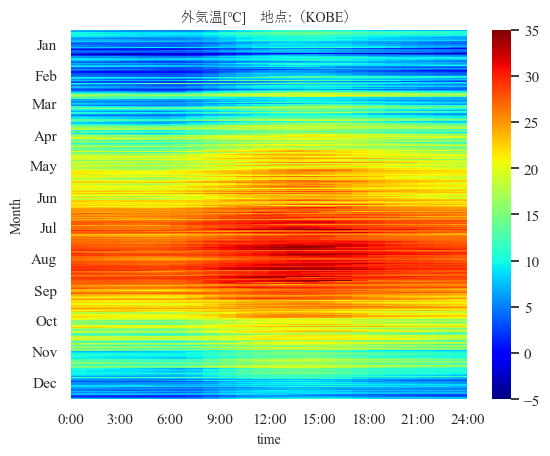 外気温[℃]　地点:（KOBE）
Month
Jan
Feb
Mar
Apr
May
Jun
Jul
Aug
Sep
Oct
Nov
Dec
0:00 3:00 6:00 9:00 12:00 15:00 18:00 21:00 24:00
time
35
30
25
20
15
10
5
0
−5